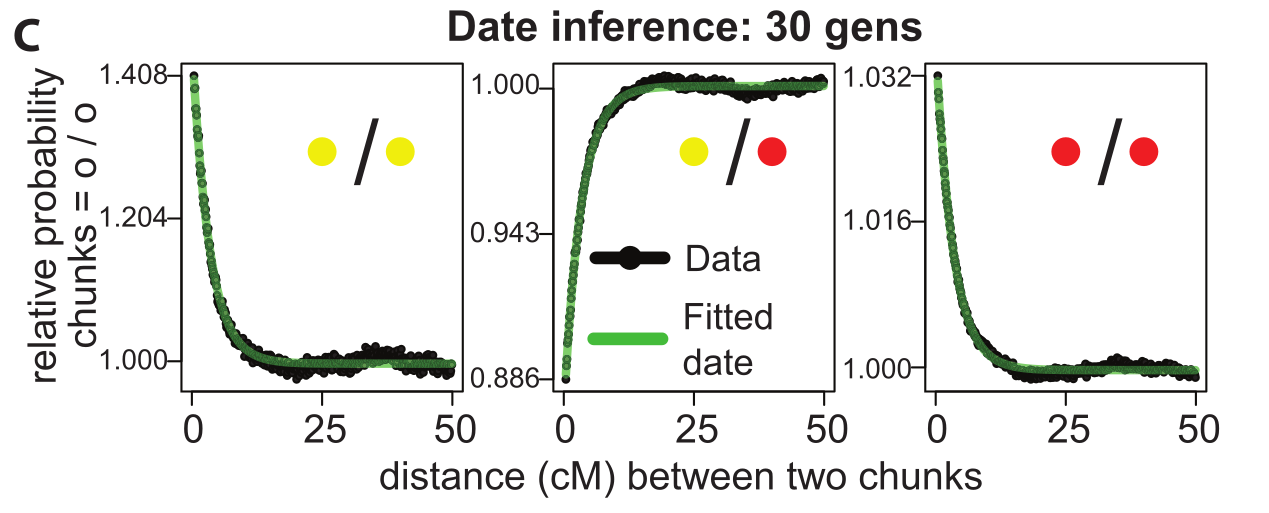 C
Date inference: 30 gens
relative probability
chunks = o / o
1.408
1.204
1.000
/
0 25 50
1.000
0.943
0.886
/
Data
Fitted
date
0 25 50
1.032
1.016
1.000
/
0 25 50
distance (cM) between two chunks